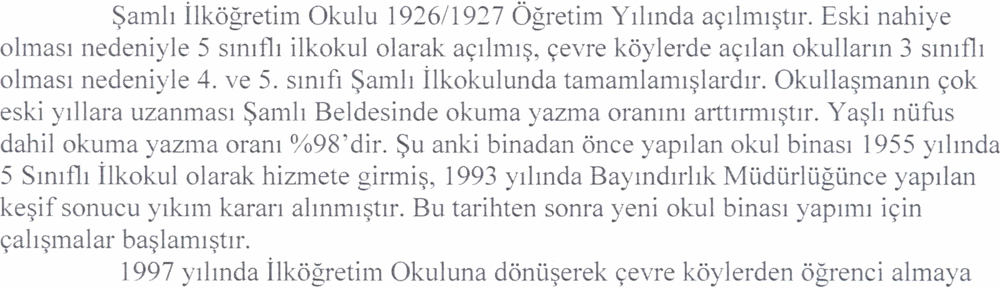 Şamlı İlköğretim Okulu 1926/1927 Öğretim Yılında açılmıştır. Eski nahiye
olması nedeniyle 5 sınıflı ilkokul olarak açılmış, çevre köylerde açılan okulların 3 sınıflı
olması nedeniyle 4. ve 5. sınıfı Şamlı İlkokulunda tamamlamışlardır. Okullaşmanın çok
eski yıllara uzanması Şamlı Beldesinde okuma yazma oranını arttırmıştır. Yaşlı nüfus
dahil okuma yazma oranı %98’dir. Şu anki binadan önce yapılan okul binası 1955 yılında
5 Sınıflı İlkokul olarak hizmete girmiş, 1993 yılında Bayındırlık Müdürlüğünce yapılan
keşif sonucu yıkım kararı alınmıştır. Bu tarihten sonra yeni okul binası yapımı için
çalışmalar başlamıştır.
1997 yılında İlköğretim Okuluna dönüşerek çevre köylerden öğrenci almaya